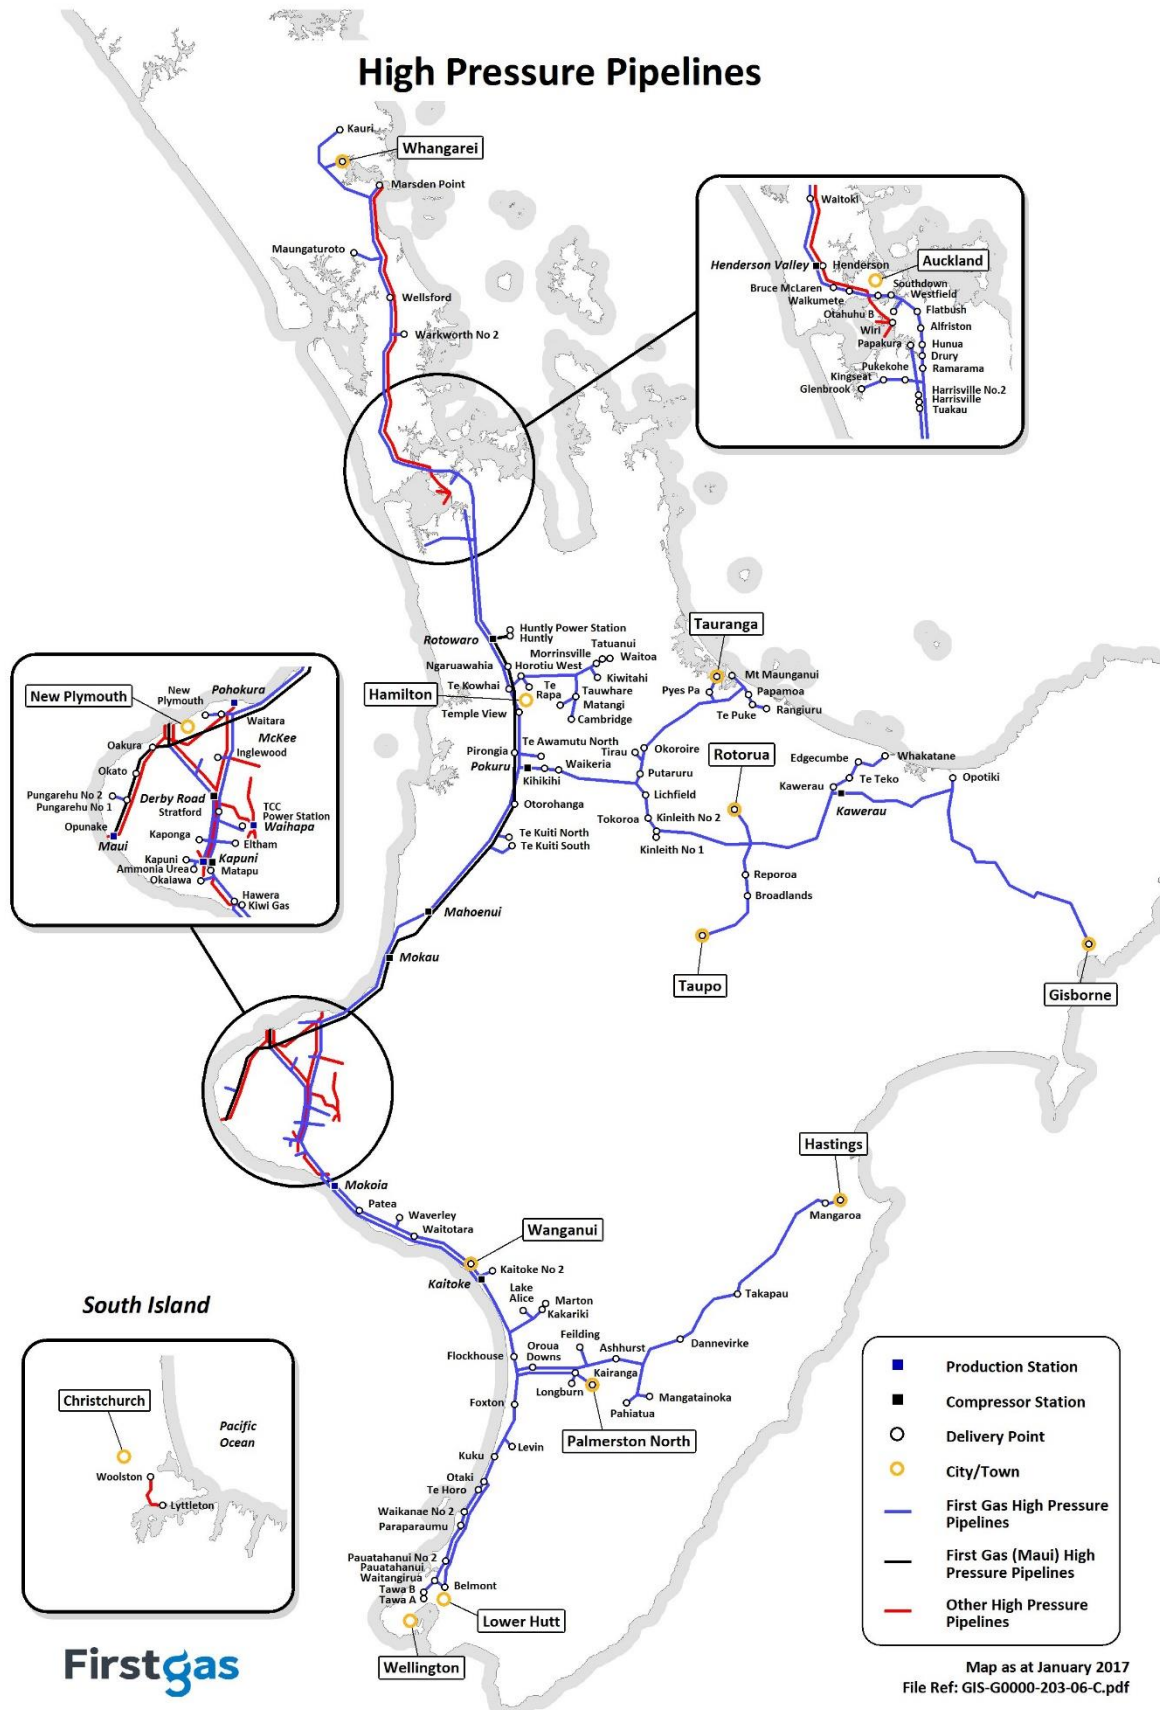 High Pressure Pipelines
Kauri
Whangarei
Marsden Point
Maungaturoto
Wellsford
Warkworth No 2
Waitoki
Henderson Valley
Henderson
Auckland
Bruce McLaren
Waikumete
Southdown
Westfield
Otahuhu B
Flatbush
Wiri
Alfriston
Papakura
Hunua
Drury
Pukekohe
Ramarama
Kingseat
Glenbrook
Harrisville No.2
Harrisville
Tuakau
Rotowaro
Huntly Power Station
Huntly
Ngaruawahia
Horotiu West
Morrinsville
Tatuanui
Waitoa
Kiwitahi
Te Kowhai
Te
Rapa
Tauwhare
Matangi
Cambridge
Hamilton
Temple View
Tauranga
Mt Maunganui
Pyes Pa
Papamoa
Te Puke
Rangiuru
Pirongia
Te Awamutu North
Pokuru
Kihikihi
Waikeria
Okoroire
Tirau
Putaruru
Lichfield
Tokoroa
Kinleith No 2
Kinleith No 1
Rotorua
Edgecumbe
Whakatane
Te Teko
Kawerau
Kawerau
Opotiki
Otorohanga
Te Kuiti North
Te Kuiti South
Reporoa
Broadlands
Taupo
Gisborne
Mahoenui
Mokau
New Plymouth
New
Plymouth
Pohokura
Waitara
McKee
Oakura
Inglewood
Okato
Pungarehu No 2
Pungarehu No 1
Derby Road
Stratford
TCC
Power Station
Waihapa
Opunake
Maui
Kaponga
Eltham
Kapuni
Kapuni
Ammonia Urea
Matapu
Okaiawa
Hawera
Kiwi Gas
Hastings
Mangaroa
Mokoia
Patea
Waverley
Waitotara
Wanganui
Kaitoke No 2
Kaitoke
Lake
Alice
Marton
Kakariki
Takapau
Dannevirke
Feilding
Oroua
Downs
Ashhurst
Flockhouse
Kairanga
Longburn
Foxton
Mangatainoka
Pahiatua
Palmerston North
Levin
Kuku
Otaki
Te Horo
Waikanae No 2
Paraparaumu
Pauatahanui No 2
Pauatahanui
Waitangirua
Tawa B
Tawa A
Belmont
Lower Hutt
Wellington
South Island
Christchurch
Pacific
Ocean
Woolston
Lyttleton
Production Station
Compressor Station
Delivery Point
City/Town
First Gas High Pressure
Pipelines
First Gas (Maui) High
Pressure Pipelines
Other High Pressure
Pipelines
Firstgas
Map as at January 2017
File Ref: GIS-G0000-203-06-C.pdf